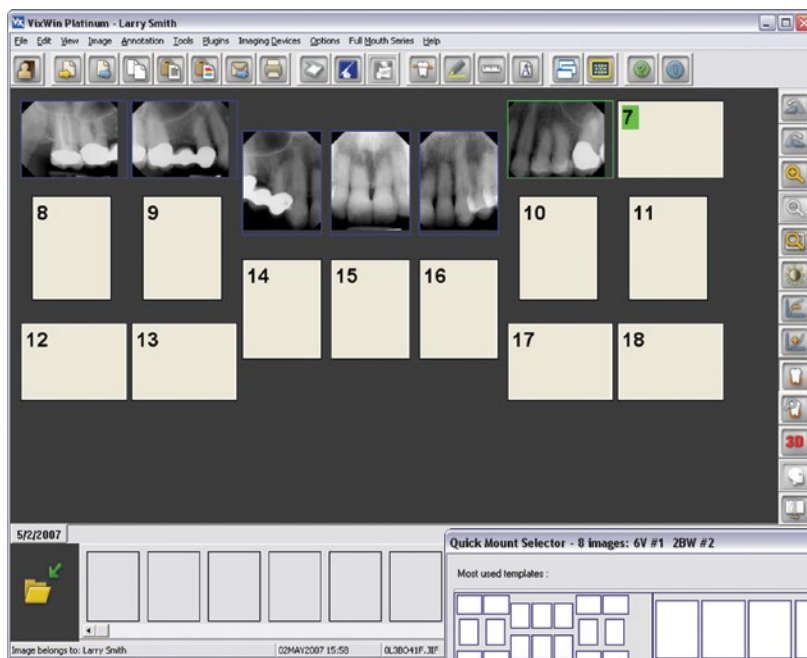 VixWin Platinum - Larry Smith
File Edit View Image Annotation Tools Plugins Imaging Devices Options Full Mouth Series Help
7
8 9 10 11
14 15 16
12 13 17 18
3D
5/2/2007
Quick Mount Selector - 8 images: 6V #1 2BW #2
Most used templates :
Image belongs to: Larry Smith 02MAY2007 15:58 0L3BO41F.JIF